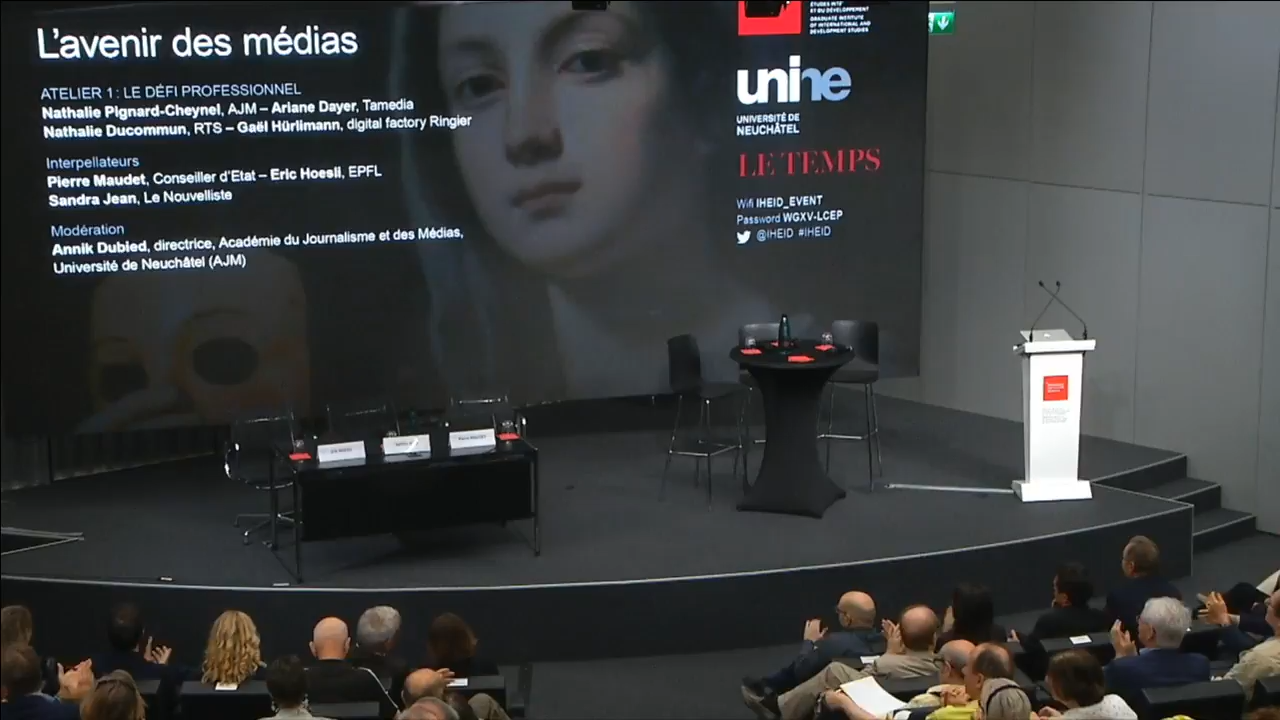 L'avenir des médias
ATELIER 1 : LE DÉFI PROFESSIONNEL
Nathalie Pignard-Cheynel, AJM – Ariane Dayer, Tamedia
Nathalie Ducommun, RTS – Gaël Hürlimann, digital factory Ringier
Interpellateurs
Pierre Maudet, Conseiller d'Etat – Eric Hoesli, EPFL
Sandra Jean, Le Nouvelliste
Modération
Annik Dubied, directrice, Académie du Journalisme et des Médias,
Université de Neuchâtel (AJM)
ET DU DÉVELOPPEMENT
GRADUATE INSTITUTE
OF INTERNATIONAL AND
DEVELOPMENT STUDIES
unine
UNIVERSITÉ DE
NEUCHÂTEL
LE TEMPS
Wifi IHEID_EVENT
Password WGXV-LCEP
@IHEID #IHEID